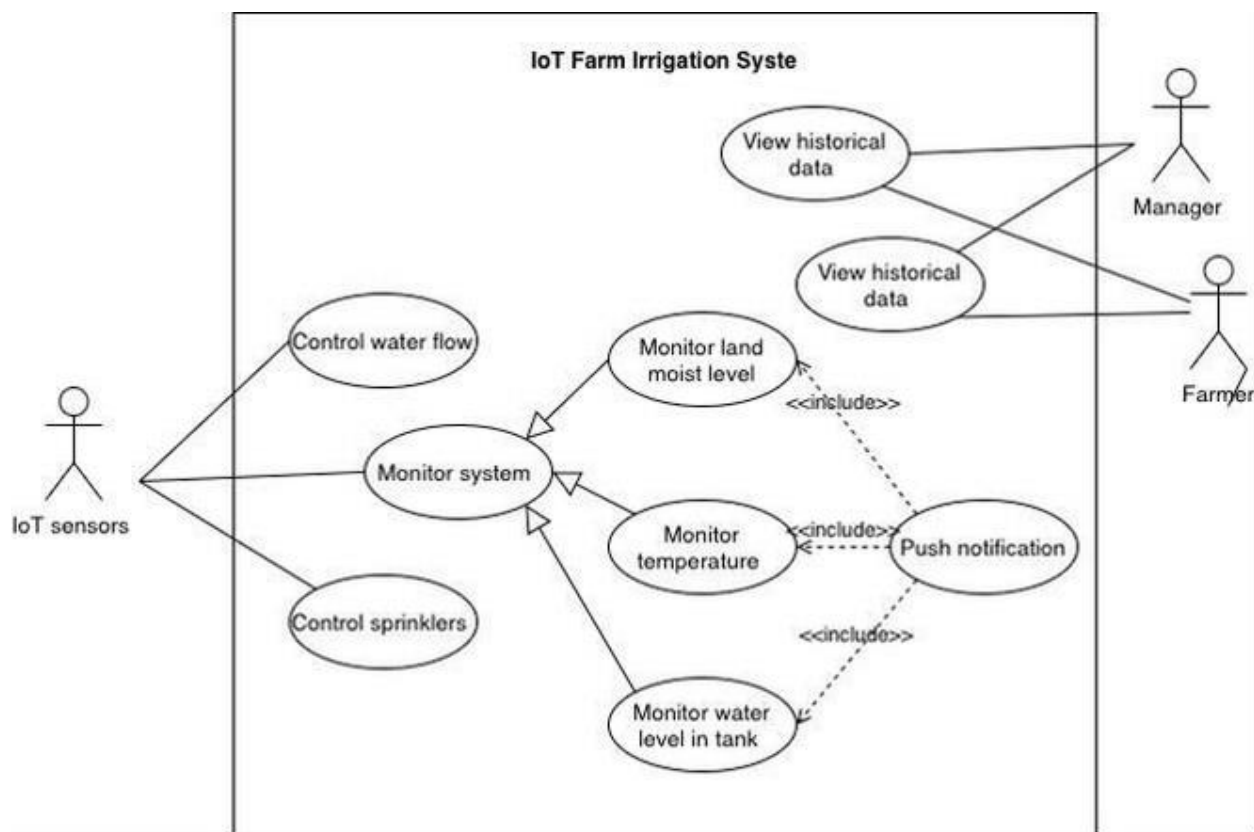 IoT Farm Irrigation Syste
View historical
data
Manager
View historical
data
Farmer
Control water flow
Monitor land
moist level
<<include>>
Monitor system
IoT sensors
Monitor
temperature
<<include>>
Push notification
Control sprinklers
<<include>>
Monitor water
level in tank